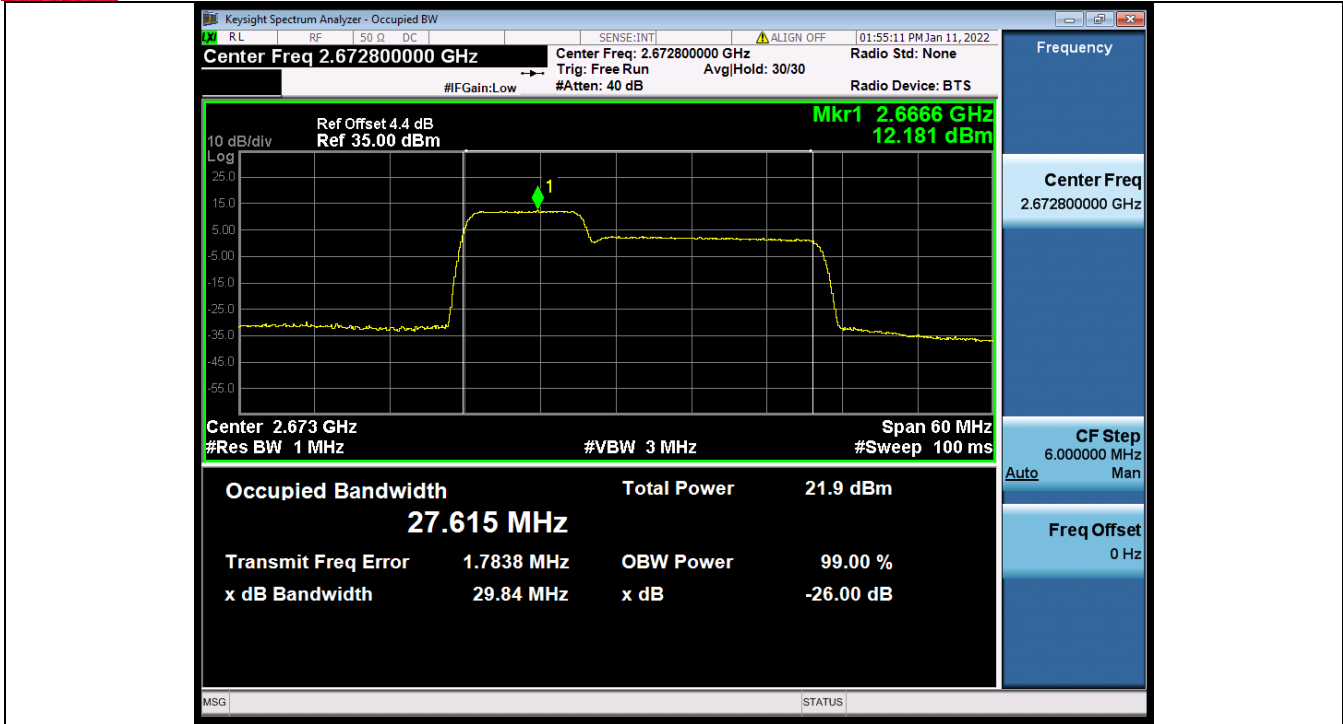 Keysight Spectrum Analyzer - Occupied BW
LXI RL RF 50 Ω DC SENSE:INT ALIGN OFF 01:55:11 PM Jan 11, 2022
Center Freq 2.672800000 GHz Center Freq: 2.672800000 GHz Radio Std: None
Trig: Free Run Avg|Hold: 30/30
#IFGain:Low #Atten: 40 dB Radio Device: BTS
Frequency
Mkr1 2.6666 GHz
12.181 dBm
Ref Offset 4.4 dB
10 dB/div Ref 35.00 dBm
Log
25.0
15.0
5.00
-5.00
-15.0
-25.0
-35.0
-45.0
-55.0
1
Center 2.673 GHz Span 60 MHz
#Res BW 1 MHz #VBW 3 MHz #Sweep 100 ms
Occupied Bandwidth Total Power 21.9 dBm
27.615 MHz
Transmit Freq Error 1.7838 MHz OBW Power 99.00 %
x dB Bandwidth 29.84 MHz x dB -26.00 dB
Center Freq
2.672800000 GHz
CF Step
6.000000 MHz
Auto Man
Freq Offset
0 Hz
MSG STATUS